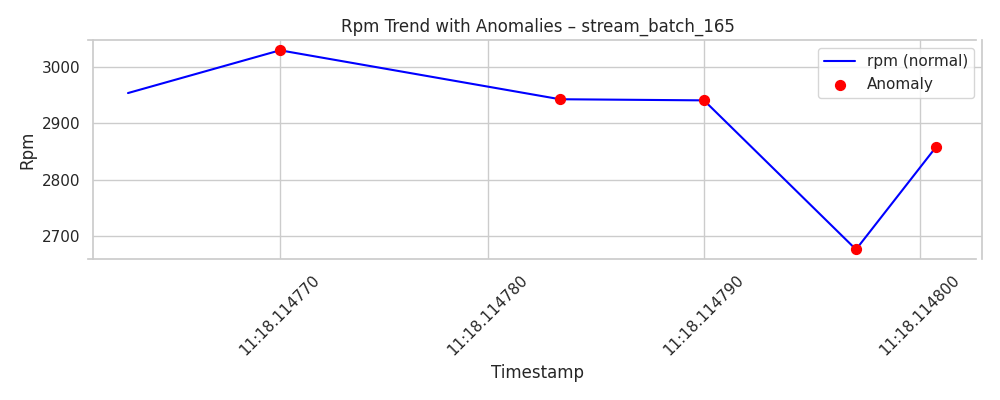 Rpm Trend with Anomalies – stream_batch_165
rpm (normal)
Anomaly
Rpm
3000
2900
2800
2700
11:18.114770
11:18.114780
11:18.114790
11:18.114800
Timestamp